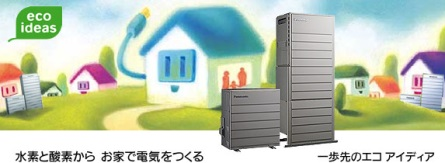 eco
ideas
Panasonic
水素と酸素から お家で電気をつくる
一歩先のエコ アイディア